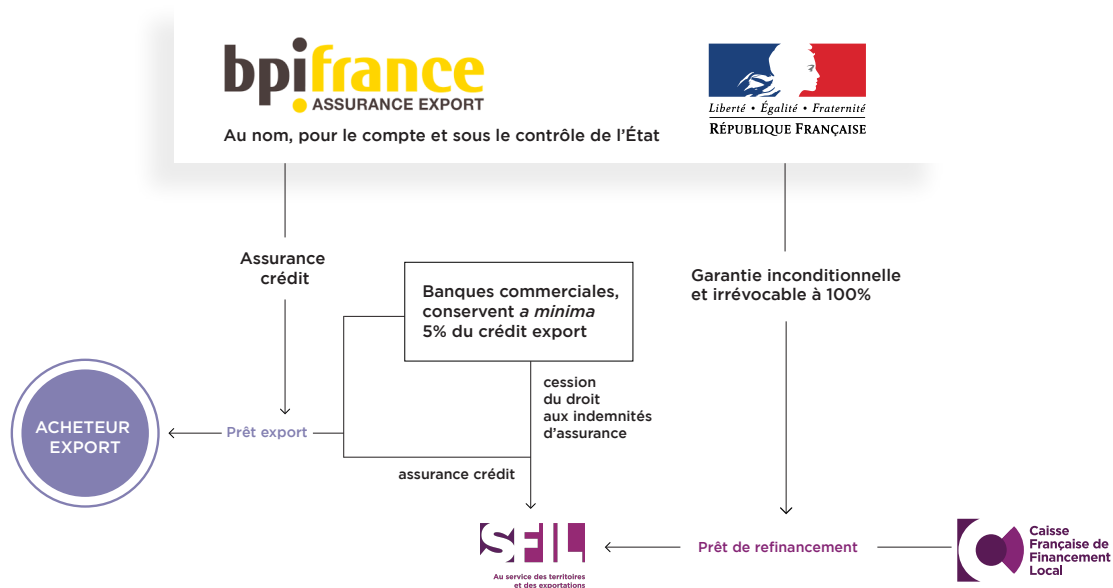 bpifrance
ASSURANCE EXPORT
Au nom, pour le compte et sous le contrôle de l’État
Liberté • Égalité • Fraternité
RÉPUBLIQUE FRANÇAISE
Assurance
crédit
Banques commerciales,
conservent a minima
5% du crédit export
Garantie inconditionnelle
et irrévocable à 100%
cession
du droit
aux indemnités
d’assurance
ACHETEUR
EXPORT
Prêt export
assurance crédit
SFIL
Au service des territoires
et des exportations
Prêt de refinancement
Caisse
Française de
Financement
Local